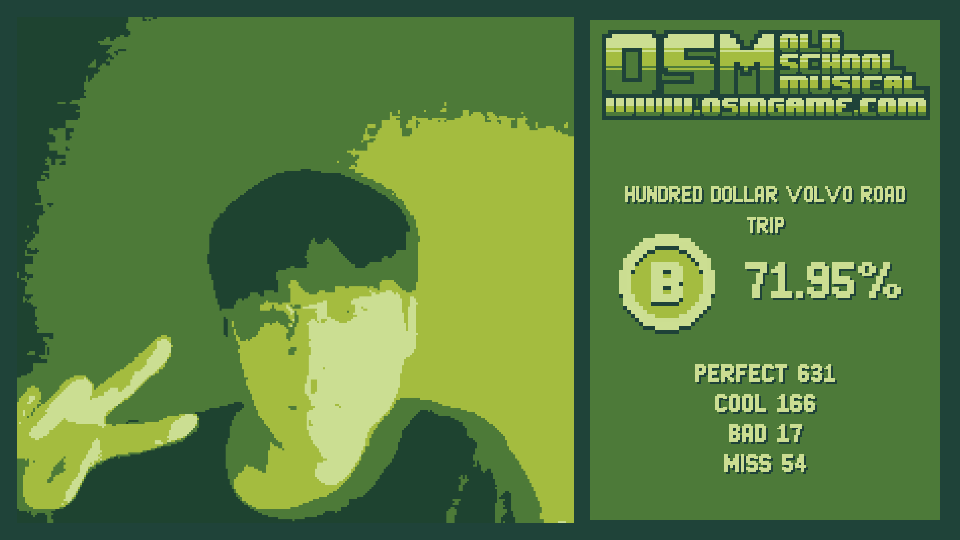 OSM OLD
SCHOOL
MUSICAL
WWW.OSMGAME.COM
HUNDRED DOLLAR VOLVO ROAD
TRIP
B 71.95%
PERFECT 631
COOL 166
BAD 17
MISS 54